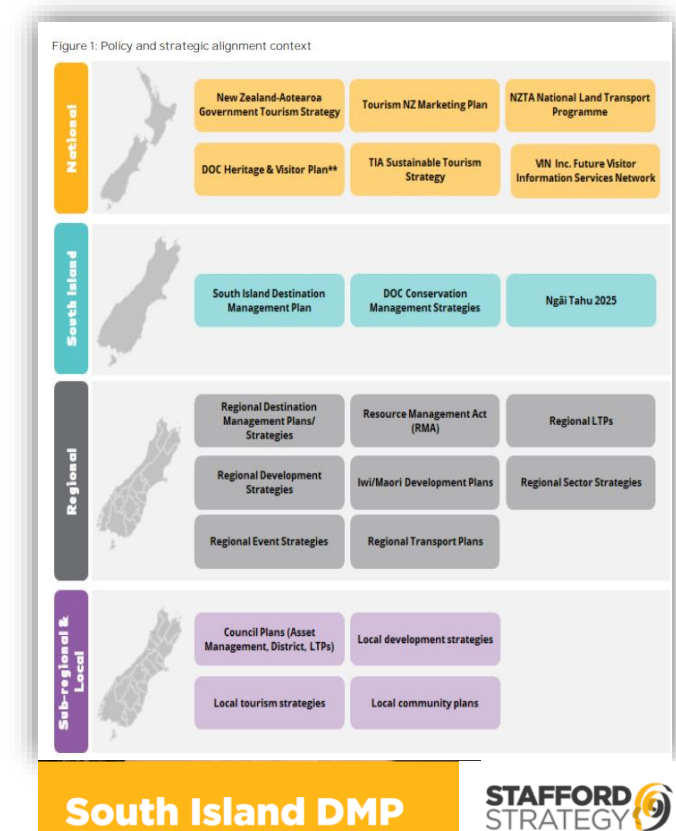 Figure 1: Policy and strategic alignment context
National
New Zealand-Aotearoa
Government Tourism Strategy
Tourism NZ Marketing Plan
NZTA National Land Transport
Programme
DOC Heritage & Visitor Plan**
TIA Sustainable Tourism
Strategy
VIN Inc. Future Visitor
Information Services Network
South Island
South Island Destination
Management Plan
DOC Conservation
Management Strategies
Ngāi Tahu 2025
Regional
Regional Destination
Management Plans/
Strategies
Resource Management Act
(RMA)
Regional LTPs
Regional Development
Strategies
Iwi/Maori Development Plans
Regional Sector Strategies
Regional Event Strategies
Regional Transport Plans
Sub-regional &
Local
Council Plans (Asset
Management, District, LTPs)
Local development strategies
Local tourism strategies
Local community plans
South Island DMP
STAFFORD
STRATEGY